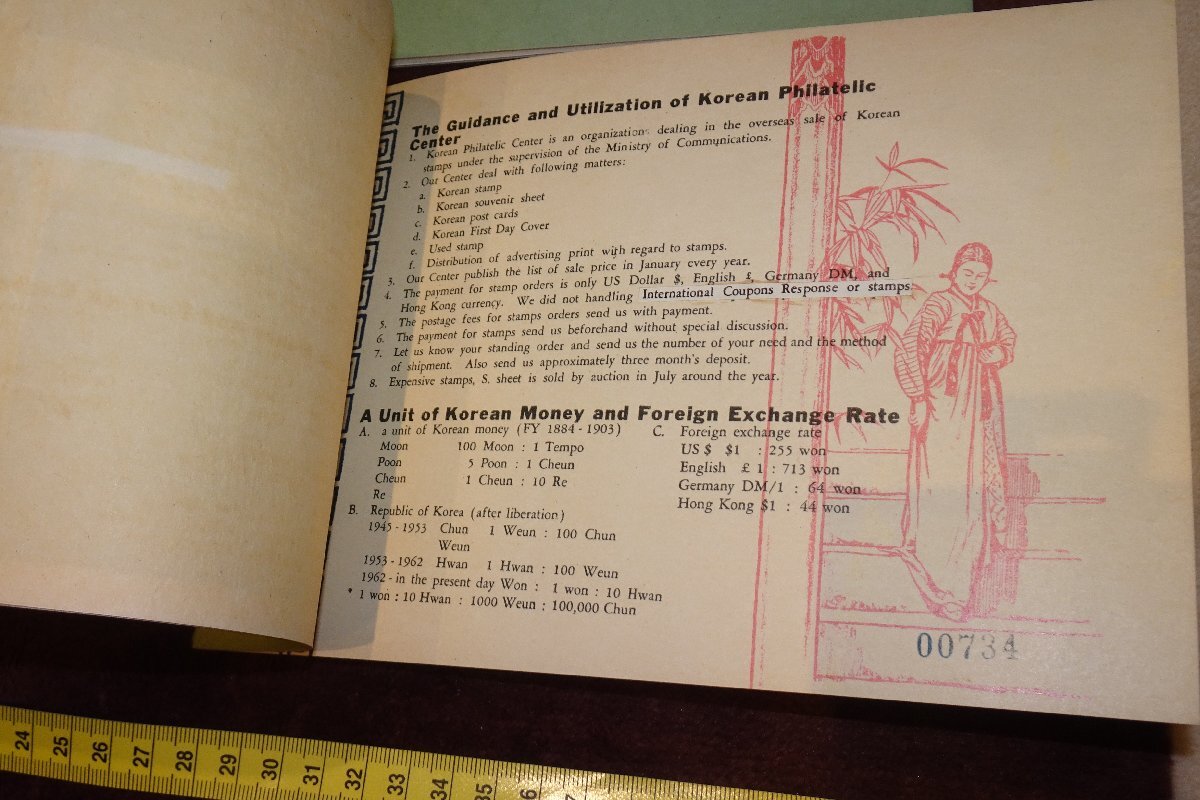 The Guidance and Utilization of Korean Philatelic
Center
1. Korean Philatelic Center is an organization dealing in the overseas sale of Korean
stamps under the supervision of the Ministry of Communications.
2. Our Center deal with following matters:
a. Korean stamp
b. Korean souvenir sheet
c. Korean post cards
d. Korean First Day Cover
e. Used stamp
f. Distribution of advertising print with regard to stamps.
3. Our Center publish the list of sale price in January every year.
4. The payment for stamp orders is only US Dollar $, English £, Germany DM, and
Hong Kong currency. We did not handling International Coupons Response or stamps.
5. The postage fees for stamps orders send us with payment.
6. The payment for stamps send us beforehand without special discussion.
7. Let us know your standing order and send us the number of your need and the method
of shipment. Also send us approximately three month's deposit.
8. Expensive stamps, S. sheet is sold by auction in July around the year.
A Unit of Korean Money and Foreign Exchange Rate
A. a unit of Korean money (FY 1884 - 1903)
Moon 100 Moon : 1 Tempo
Poon 5 Poon : 1 Cheun
Cheun 1 Cheun : 10 Re
Re
B. Republic of Korea (after liberation)
1945 - 1953 Chun 1 Weun : 100 Chun
Weun
1953 - 1962 Hwan 1 Hwan : 100 Weun
1962 - in the present day Won : 1 won : 10 Hwan
* 1 won : 10 Hwan : 1000 Weun : 100,000 Chun
C. Foreign exchange rate
US $ $1 : 255 won
English £ 1 : 713 won
Germany DM/1 : 64 won
Hong Kong $1 : 44 won
00734
24 25 26 27 28 29 30 31 32 33 34 35 6 7